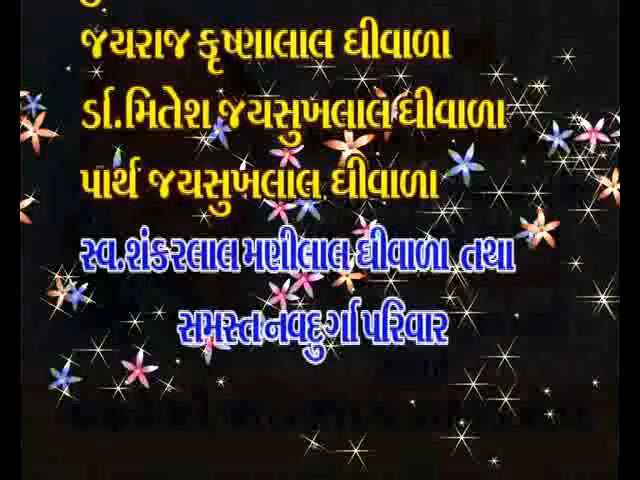 જયરાજ કૃષ્ણાલાલ ઘીવાળા
ર્ડા.મિતેશ જયસુખલાલ ઘીવાળા
પાર્થ જયસુખલાલ ઘીવાળા
સ્વ.શંકરલાલ મણીલાલ ઘીવાળા તથા
સમસ્ત નવદુર્ગા પરિવાર